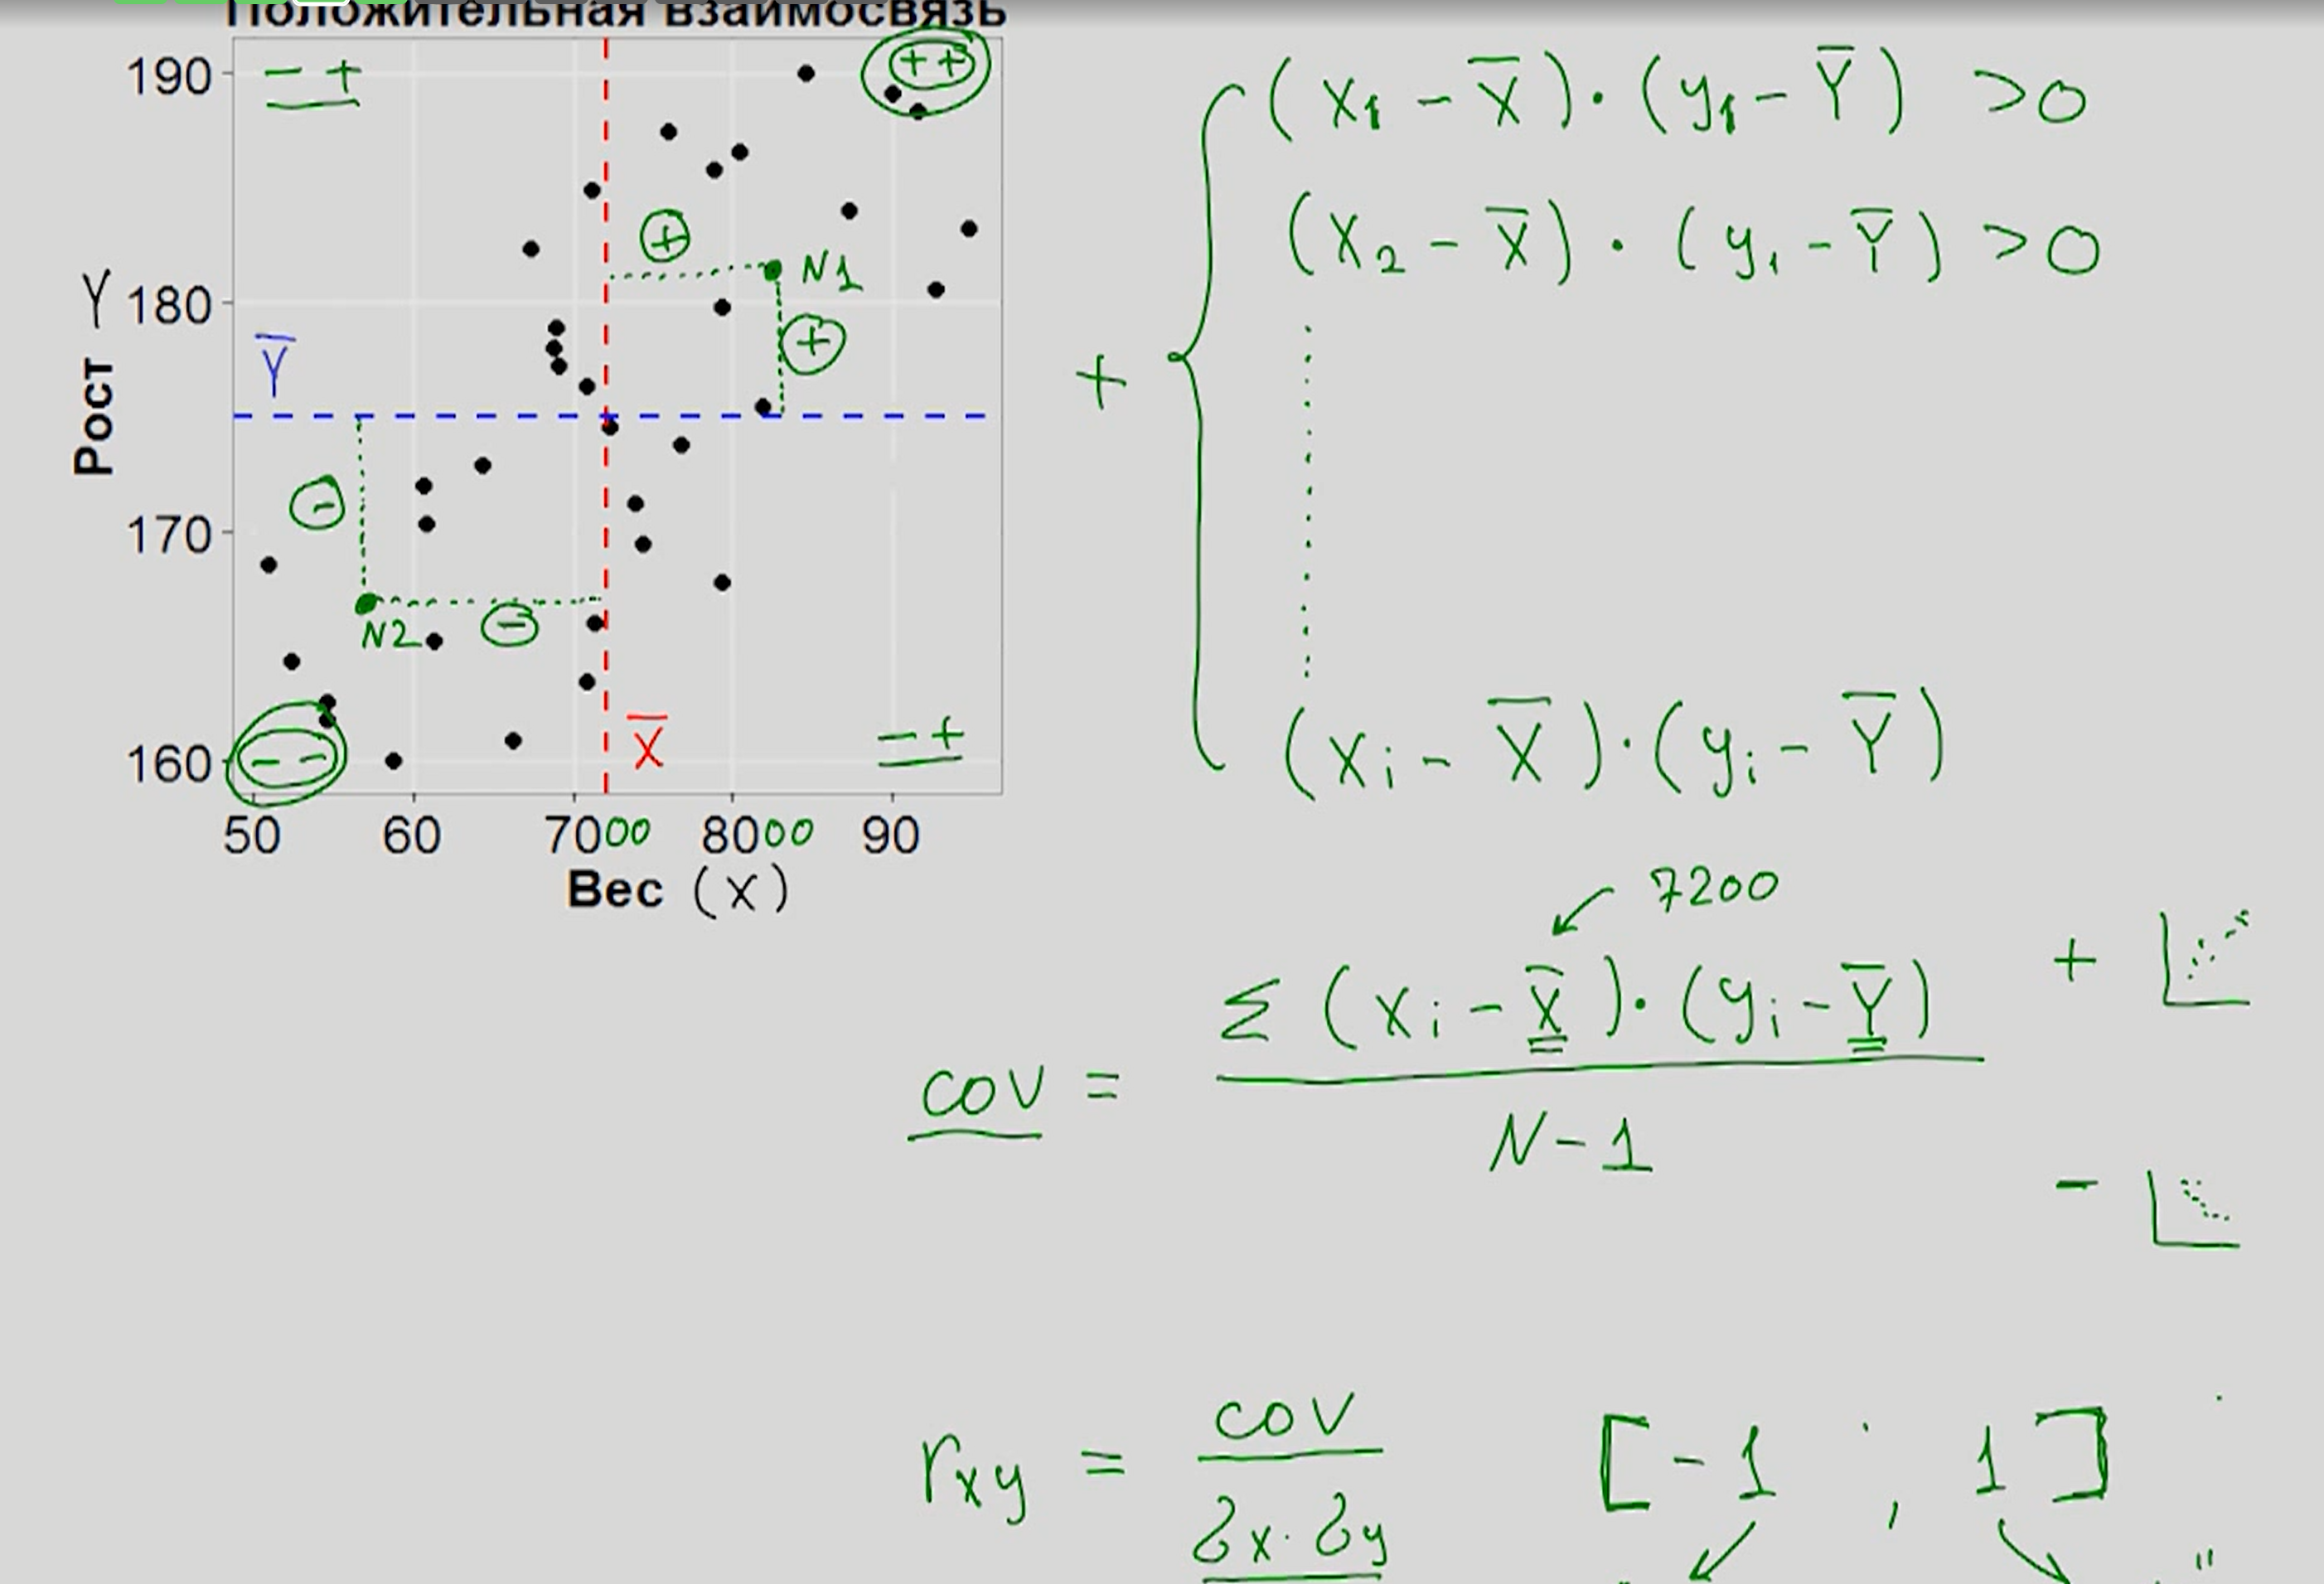 Положительная взаимосвязь
190
180
170
160
Рост Y
50 60 7000 8000 90
Вес (X)
- +
++
+
N1
+
Y̅
-
N2
-
--
X̅
- +
+
(x1 - X̅)·(y1 - Y̅) >0
(x2 - X̅)·(y1 - Y̅) >0
(xi - X̅)·(yi - Y̅)
7200
cov = Σ(xi - X̅)·(yi - Y̅)
N-1
+
-
rxy = cov
δx·δy
[-1 ; 1]